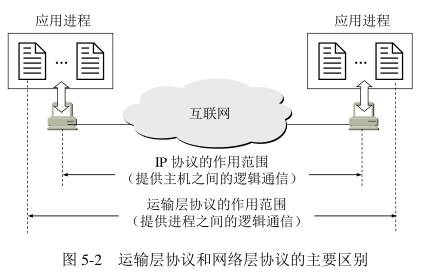 应用进程
应用进程
…
…
互联网
IP 协议的作用范围
（提供主机之间的逻辑通信）
运输层协议的作用范围
（提供进程之间的逻辑通信）
图 5-2 运输层协议和网络层协议的主要区别